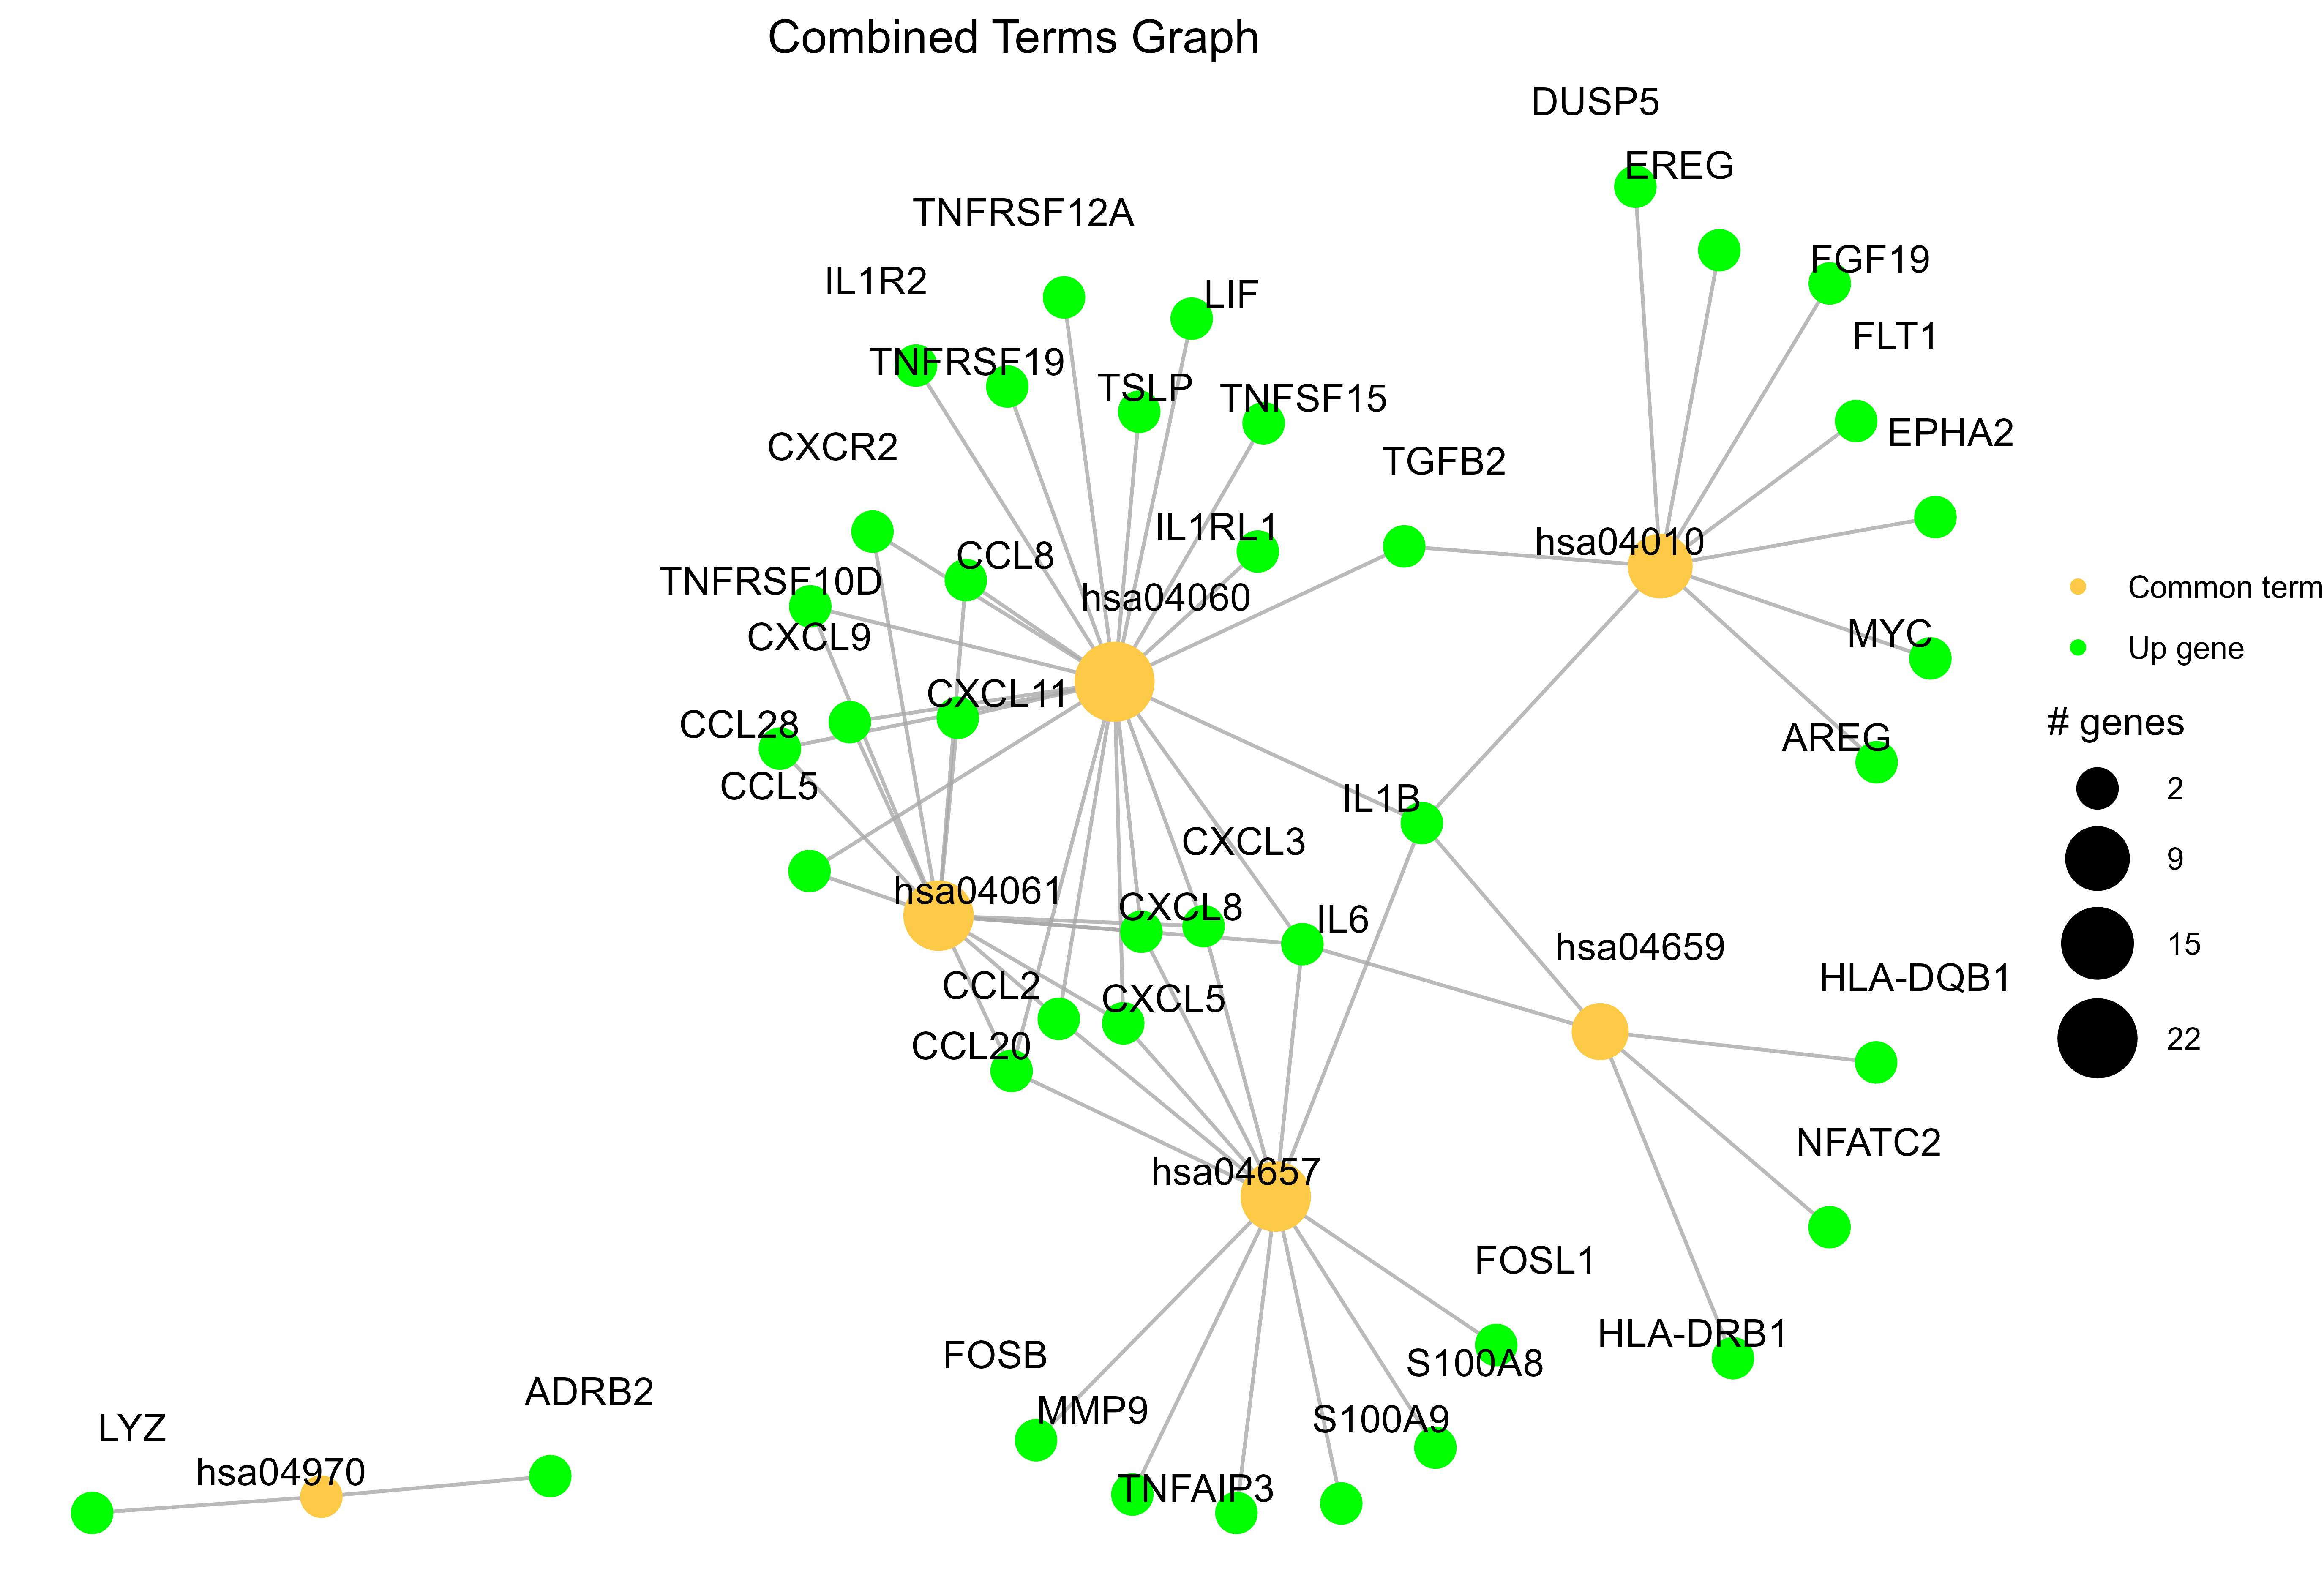 Combined Terms Graph
DUSP5
EREG
TNFRSF12A
FGF19
IL1R2
LIF
FLT1
TNFRSF19
TSLP
TNFSF15
EPHA2
CXCR2
TGFB2
IL1RL1
hsa04010
CCL8
TNFRSF10D
hsa04060
Common term
CXCL9
MYC
Up gene
CXCL11
CCL28
# genes
AREG
CCL5
IL1B
2
CXCL3
9
hsa04061
CXCL8
IL6
15
hsa04659
HLA-DQB1
CCL2
CXCL5
22
CCL20
NFATC2
hsa04657
FOSL1
HLA-DRB1
FOSB
S100A8
ADRB2
MMP9
S100A9
LYZ
hsa04970
TNFAIP3